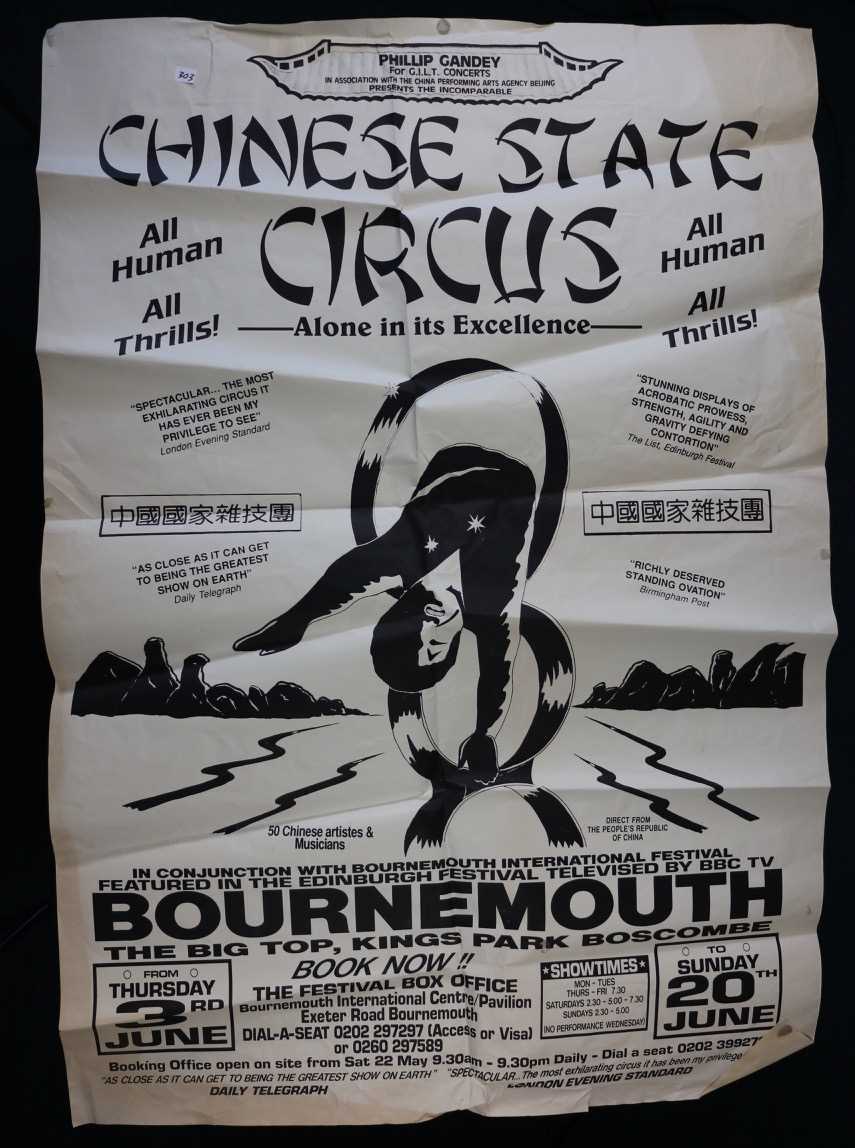 303
PHILLIP GANDEY
For G.I.L.T. CONCERTS
IN ASSOCIATION WITH THE CHINA PERFORMING ARTS AGENCY BEIJING
PRESENTS THE INCOMPARABLE
CHINESE STATE
CIRCUS
All
Human
All
Thrills!
All
Human
All
Thrills!
Alone in its Excellence
"SPECTACULAR... THE MOST
EXHILARATING CIRCUS IT
HAS EVER BEEN MY
PRIVILEGE TO SEE"
London Evening Standard
"STUNNING DISPLAYS OF
ACROBATIC PROWESS,
STRENGTH, AGILITY AND
GRAVITY DEFYING
CONTORTION"
The List, Edinburgh Festival
中國國家雜技團
中國國家雜技團
"AS CLOSE AS IT CAN GET
TO BEING THE GREATEST
SHOW ON EARTH"
Daily Telegraph
"RICHLY DESERVED
STANDING OVATION"
Birmingham Post
50 Chinese artistes &
Musicians
DIRECT FROM
THE PEOPLE'S REPUBLIC
OF CHINA
IN CONJUNCTION WITH BOURNEMOUTH INTERNATIONAL FESTIVAL
FEATURED IN THE EDINBURGH FESTIVAL TELEVISED BY BBC TV
BOURNEMOUTH
THE BIG TOP, KINGS PARK BOSCOMBE
FROM
THURSDAY
3RD
JUNE
BOOK NOW !!
THE FESTIVAL BOX OFFICE
Bournemouth International Centre/Pavilion
Exeter Road Bournemouth
DIAL-A-SEAT 0202 297297 (Access or Visa)
or 0260 297589
★SHOWTIMES★
MON - TUES
THURS - FRI 7.30
SATURDAYS 2.30 - 5.00 - 7.30
SUNDAYS 2.30 - 5.00
(NO PERFORMANCE WEDNESDAY)
TO
SUNDAY
20TH
JUNE
Booking Office open on site from Sat 22 May 9.30am - 9.30pm Daily - Dial a seat 0202
"AS CLOSE AS IT CAN GET TO BEING THE GREATEST SHOW ON EARTH"
DAILY TELEGRAPH
"SPECTACULAR...The most exhilarating circus it has been my privilege
LONDON EVENING STANDARD